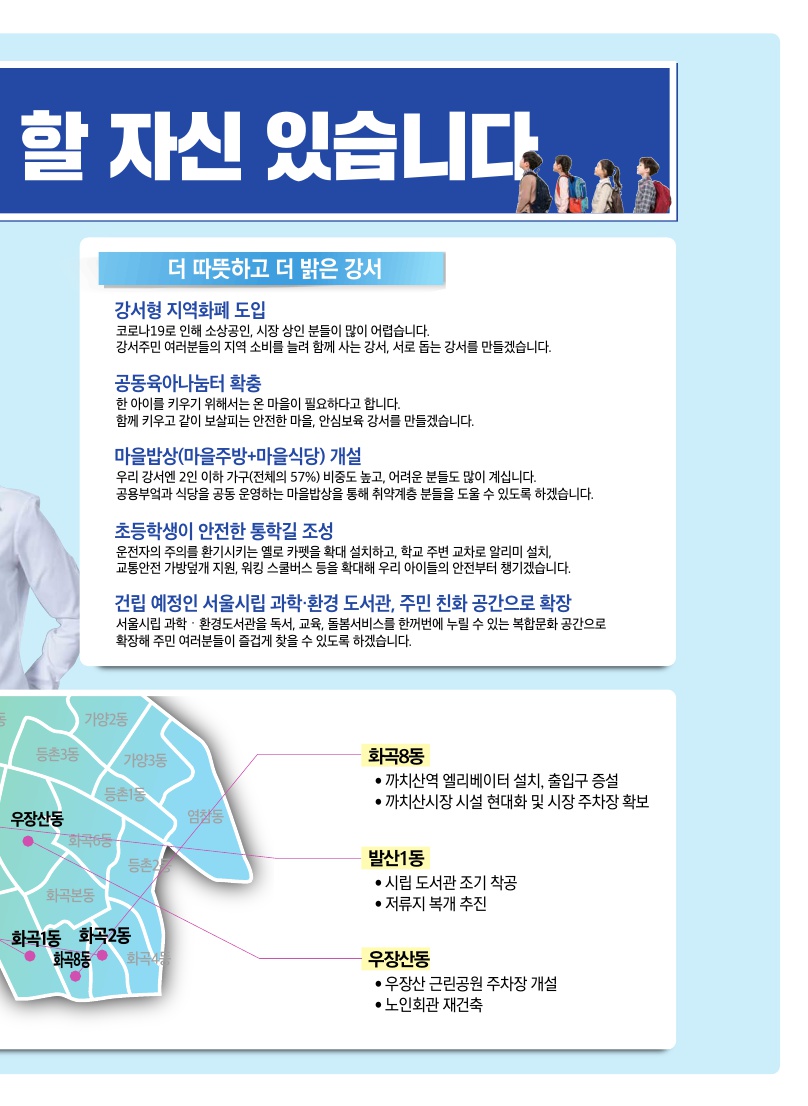 할 자신 있습니다
더 따뜻하고 더 밝은 강서
강서형 지역화폐 도입
코로나19로 인해 소상공인, 시장 상인 분들이 많이 어렵습니다.
강서주민 여러분들의 지역 소비를 늘려 함께 사는 강서, 서로 돕는 강서를 만들겠습니다.
공동육아나눔터 확충
한 아이를 키우기 위해서는 온 마을이 필요하다고 합니다.
함께 키우고 같이 보살피는 안전한 마을, 안심보육 강서를 만들겠습니다.
마을밥상(마을주방+마을식당) 개설
우리 강서엔 2인 이하 가구(전체의 57%) 비중도 높고, 어려운 분들도 많이 계십니다.
공용부엌과 식당을 공동 운영하는 마을밥상을 통해 취약계층 분들을 도울 수 있도록 하겠습니다.
초등학생이 안전한 통학길 조성
운전자의 주의를 환기시키는 옐로 카펫을 확대 설치하고, 학교 주변 교차로 알리미 설치,
교통안전 가방덮개 지원, 워킹 스쿨버스 등을 확대해 우리 아이들의 안전부터 챙기겠습니다.
건립 예정인 서울시립 과학·환경 도서관, 주민 친화 공간으로 확장
서울시립 과학 · 환경도서관을 독서, 교육, 돌봄서비스를 한꺼번에 누릴 수 있는 복합문화 공간으로
확장해 주민 여러분들이 즐겁게 찾을 수 있도록 하겠습니다.
동
가양2동
등촌3동
가양3동
등촌1동
염창동
우장산동
화곡6동
등촌2동
화곡본동
화곡1동
화곡2동
화곡8동
화곡4동
화곡8동
• 까치산역 엘리베이터 설치, 출입구 증설
• 까치산시장 시설 현대화 및 시장 주차장 확보
발산1동
• 시립 도서관 조기 착공
• 저류지 복개 추진
우장산동
• 우장산 근린공원 주차장 개설
• 노인회관 재건축